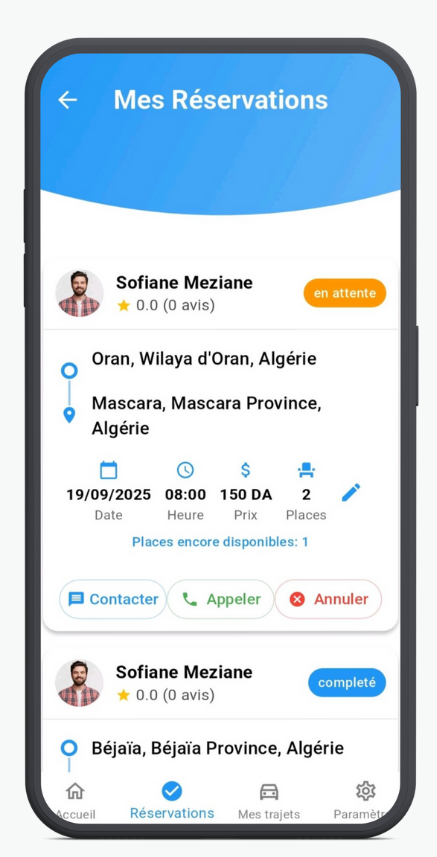 Mes Réservations
Sofiane Meziane
0.0 (0 avis)
en attente
Oran, Wilaya d'Oran, Algérie
Mascara, Mascara Province,
Algérie
19/09/2025 08:00 150 DA 2
Date Heure Prix Places
Places encore disponibles: 1
Contacter Appeler Annuler
Sofiane Meziane
0.0 (0 avis)
completé
Béjaïa, Béjaïa Province, Algérie
Accueil Réservations Mes trajets Paramètr